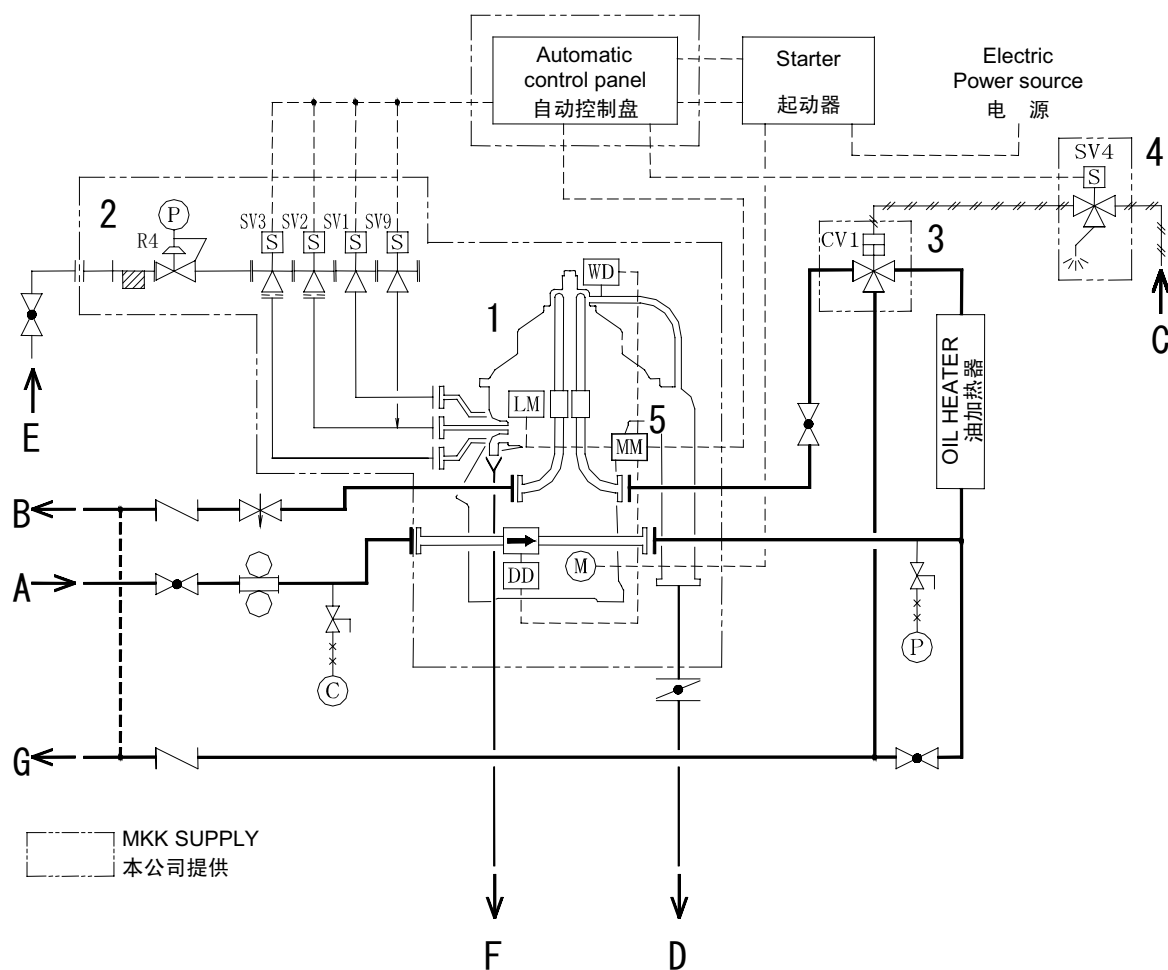 Automatic
control panel
自动控制盘
Starter
起动器
Electric
Power source
电 源
SV4
S
4
2
P
R4
SV3
SV2
SV1
SV9
S
S
S
S
CV1
3
C
1
WD
LM
5
MM
OIL HEATER
油加热器
E
B
A
DD
M
C
P
G
MKK SUPPLY
本公司提供
F
D